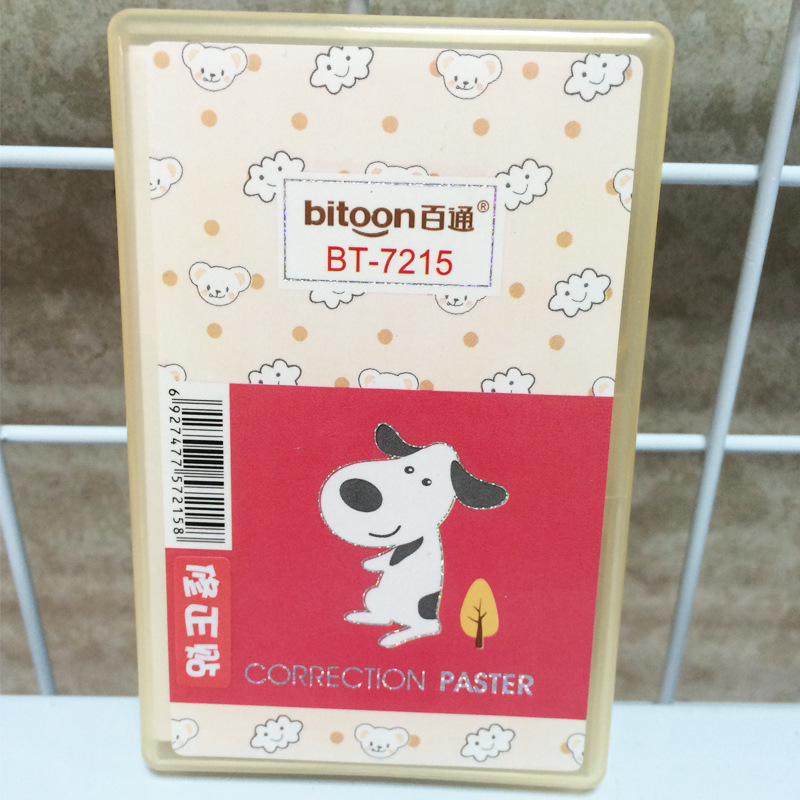 bitoon百通®
BT-7215
6927477572158
修正贴
CORRECTION PASTER